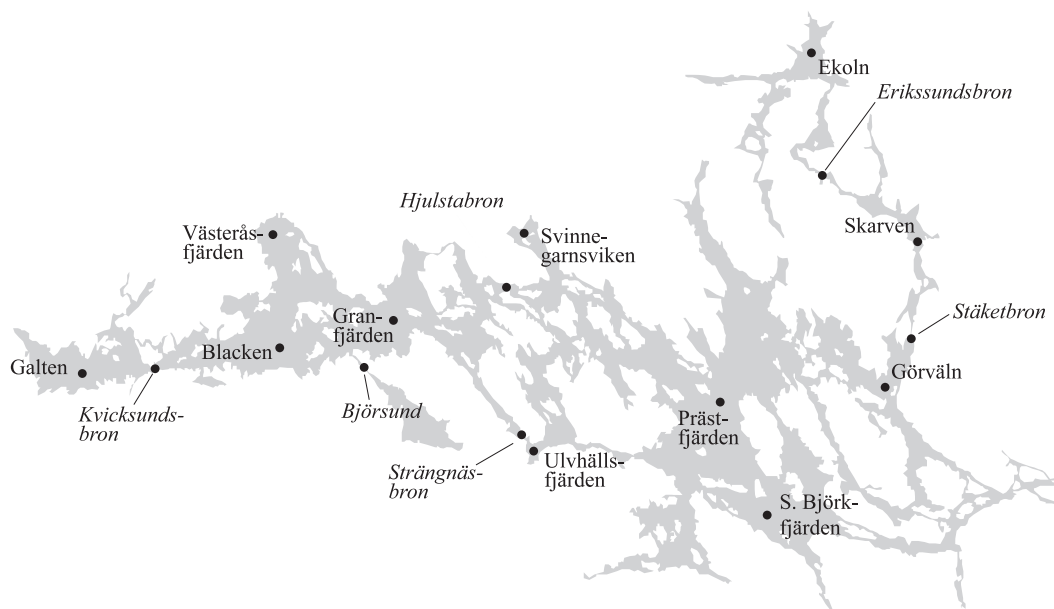 Ekoln
Erikssundsbron
Hjulstabron
Västerås-
fjärden
Svinne-
garnsviken
Skarven
Gran-
fjärden
Stäketbron
Blacken
Galten
Görväln
Kvicksunds-
bron
Björsund
Präst-
fjärden
Strängnäs-
bron
Ulvhälls-
fjärden
S. Björk-
fjärden